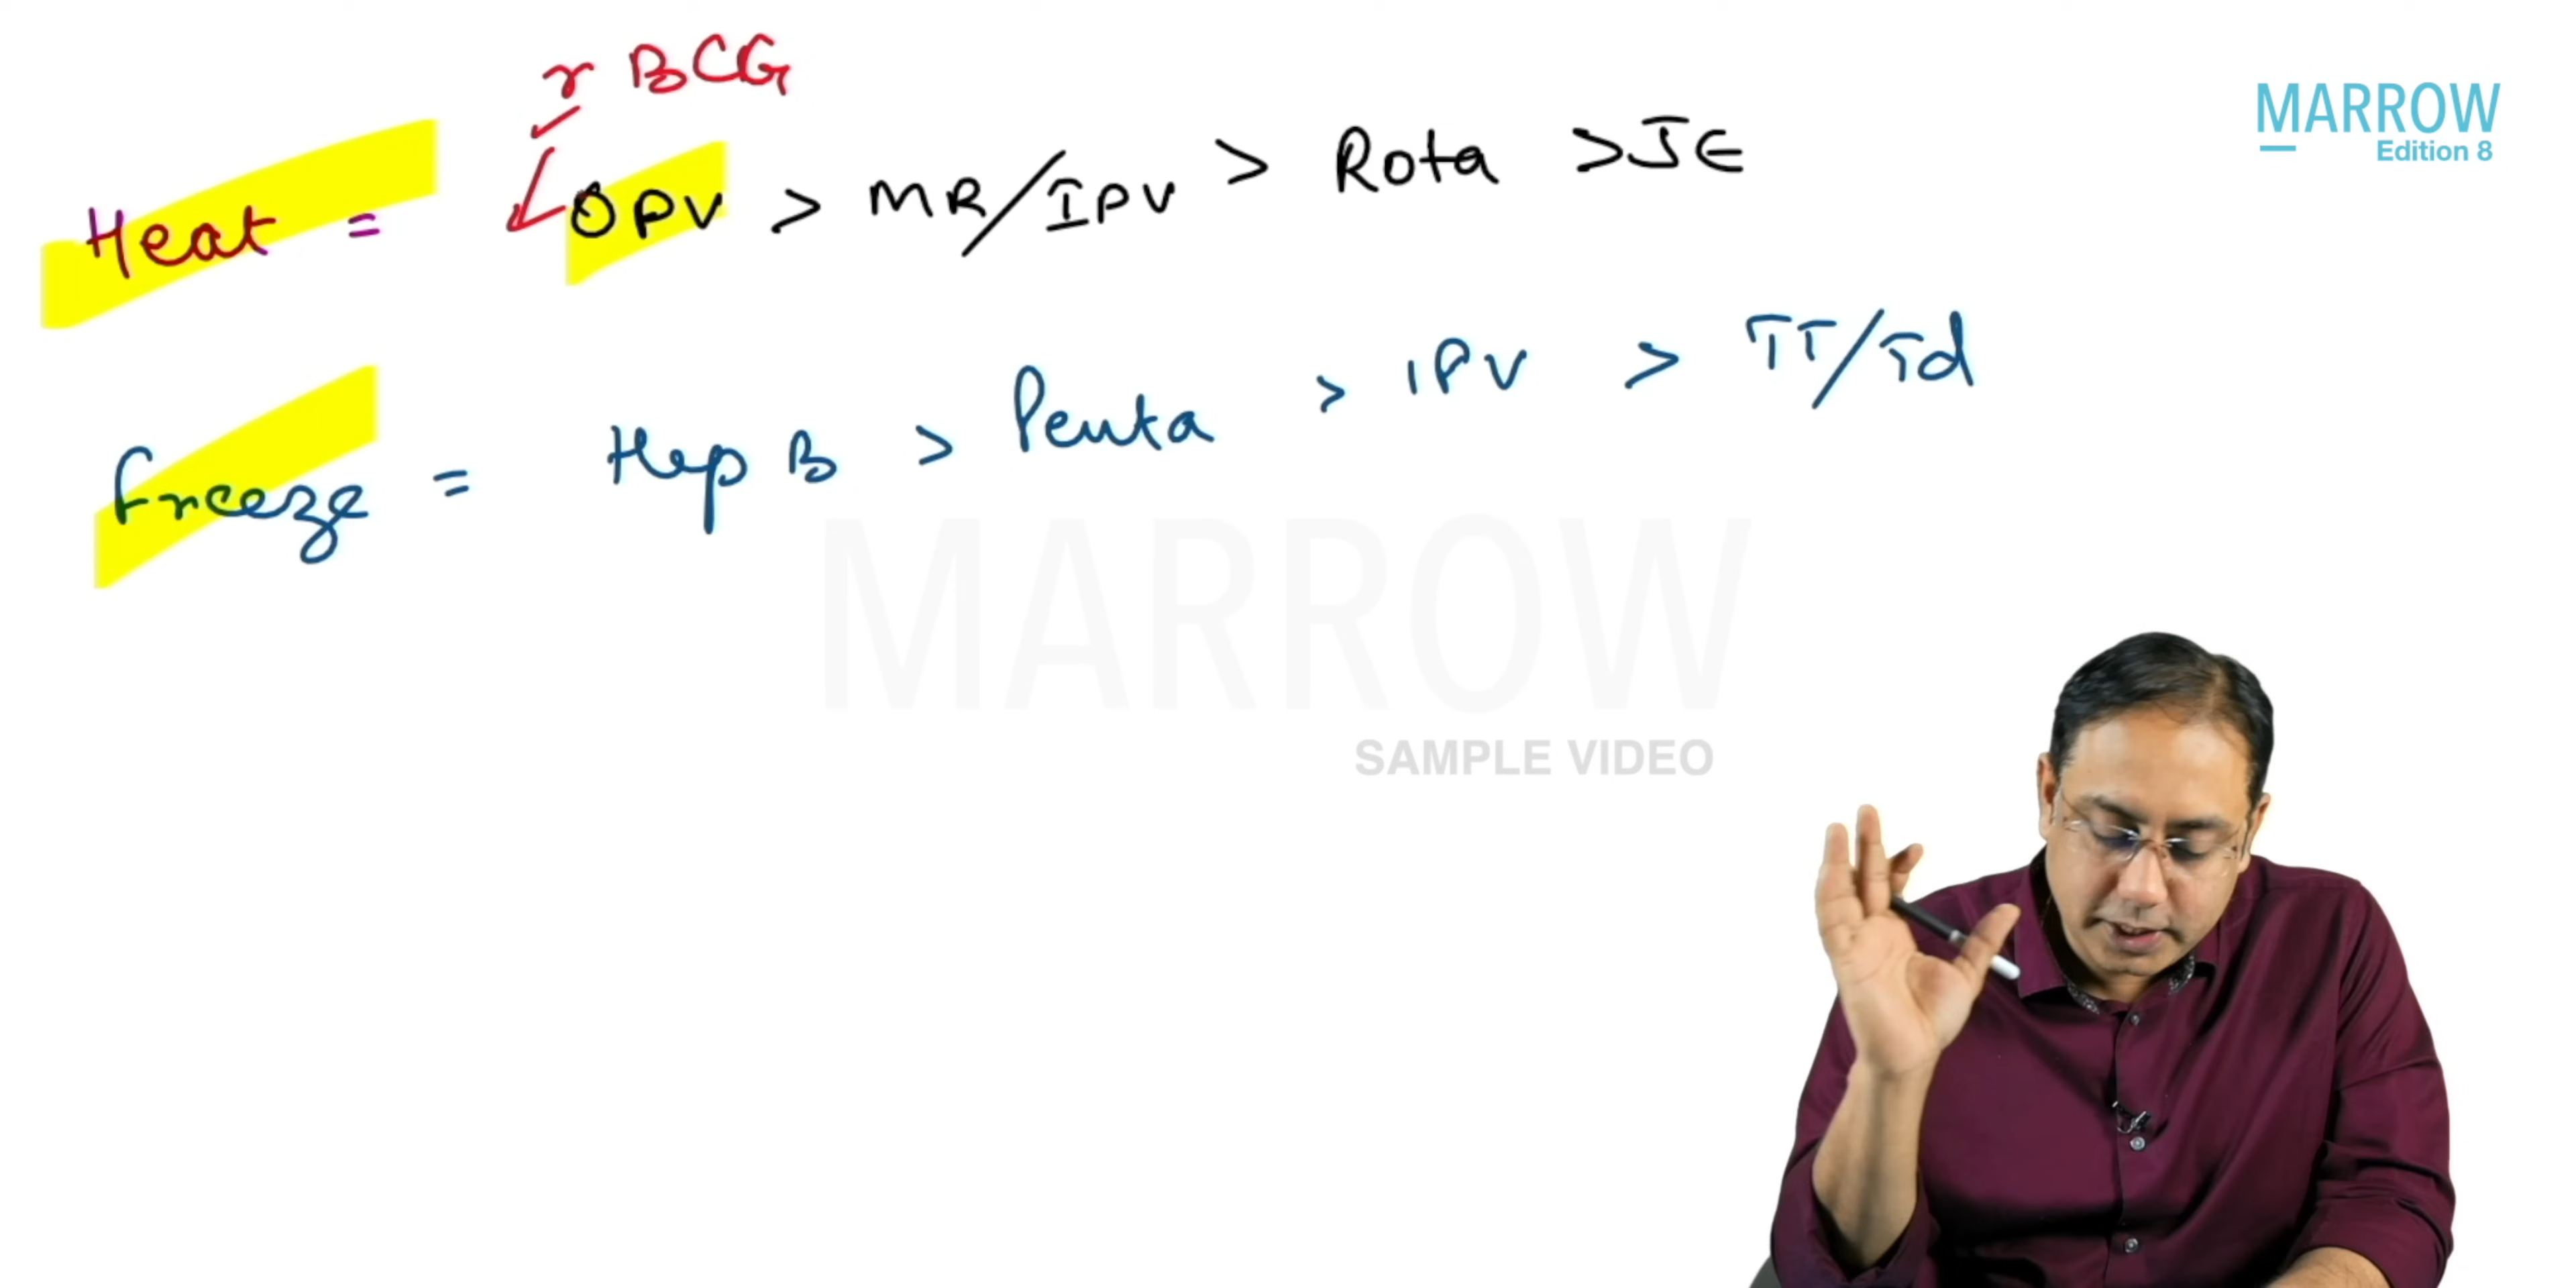 r BCG
MARROW
Edition 8
Heat = OPV > MR/IPV > Rota > JE
Freeze = Hep B > Penta > IPV > TT/Td
MARROW
SAMPLE VIDEO